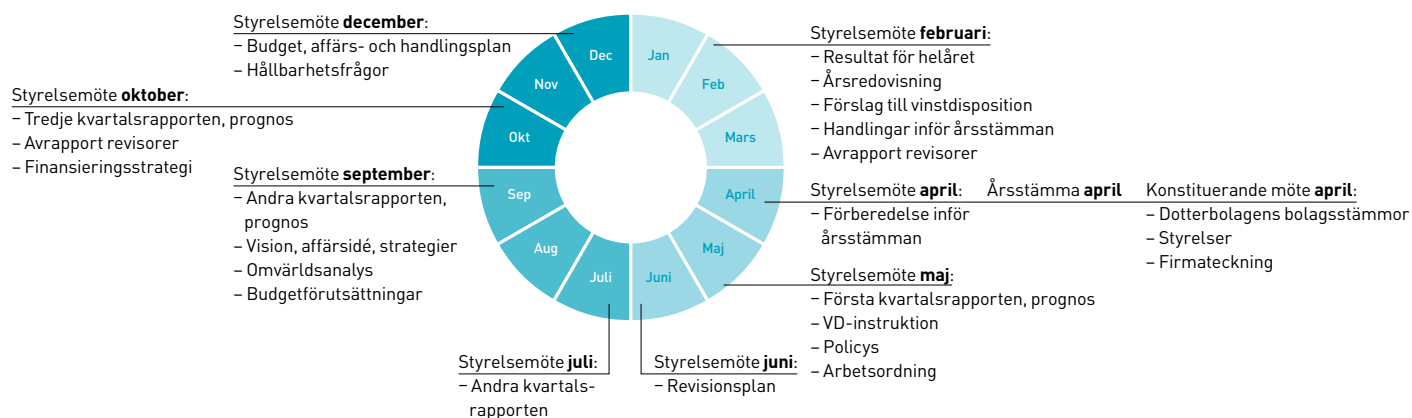 Styrelsemöte december:
– Budget, affärs- och handlingsplan
– Hållbarhetsfrågor
Styrelsemöte oktober:
– Tredje kvartalsrapporten, prognos
– Avrapport revisorer
– Finansieringsstrategi
Styrelsemöte september:
– Andra kvartalsrapporten,
prognos
– Vision, affärsidé, strategier
– Omvärldsanalys
– Budgetförutsättningar
Styrelsemöte juli:
– Andra kvartals-
rapporten
Jan
Feb
Mars
April
Maj
Juni
Juli
Aug
Sep
Okt
Nov
Dec
Styrelsemöte februari:
– Resultat för helåret
– Årsredovisning
– Förslag till vinstdisposition
– Handlingar inför årsstämman
– Avrapport revisorer
Styrelsemöte april:
– Förberedelse inför
årsstämman
Årsstämma april
Konstituerande möte april:
– Dotterbolagens bolagsstämmor
– Styrelser
– Firmateckning
Styrelsemöte maj:
– Första kvartalsrapporten, prognos
– VD-instruktion
– Policys
– Arbetsordning
Styrelsemöte juni:
– Revisionsplan